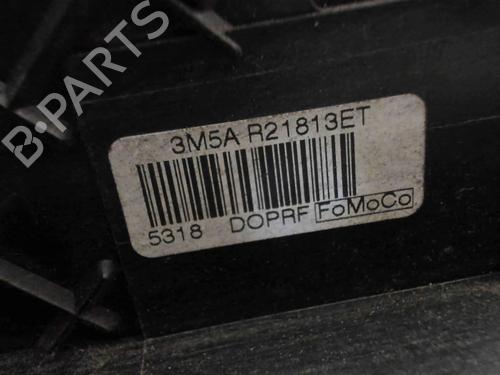 B·PARTS
3M5A R21813ET
5318 DOPRF FoMoCo